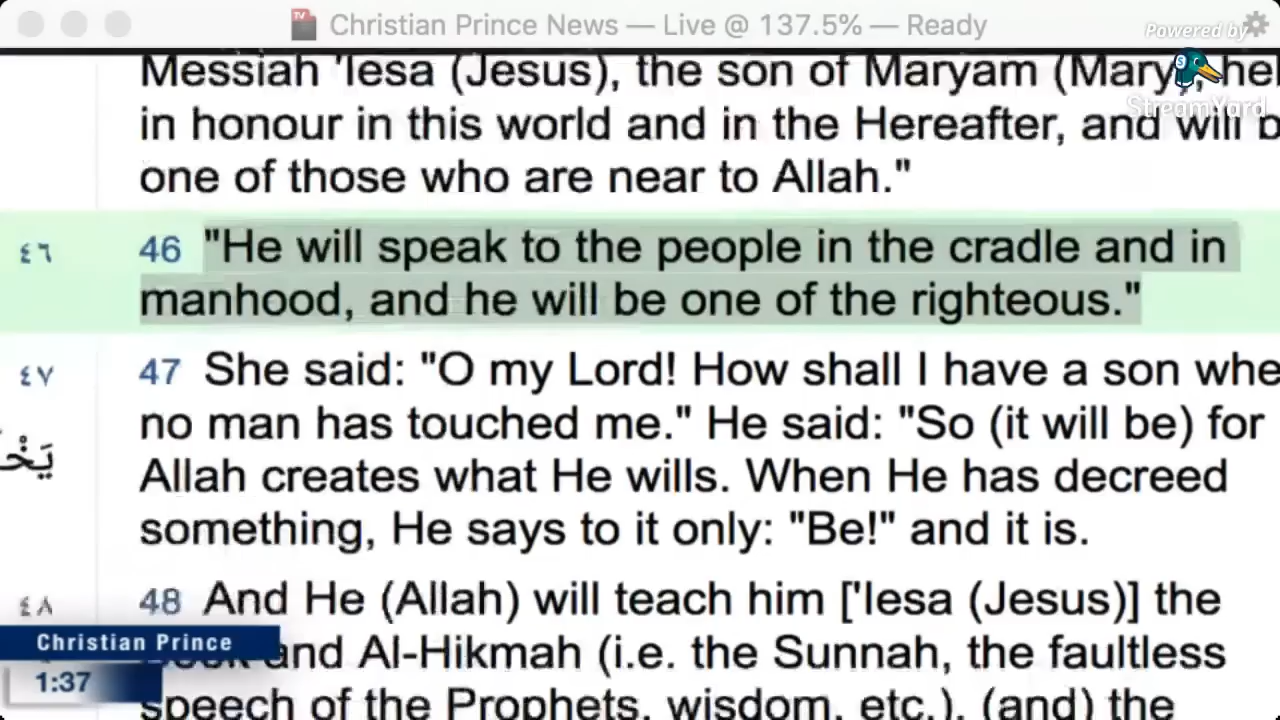 Christian Prince News — Live @ 137.5% — Ready
Powered by
StreamYard
Messiah 'Iesa (Jesus), the son of Maryam (Mary), hel
in honour in this world and in the Hereafter, and will b
one of those who are near to Allah."
٤٦ 46 "He will speak to the people in the cradle and in
manhood, and he will be one of the righteous."
٤٧ 47 She said: "O my Lord! How shall I have a son whe
no man has touched me." He said: "So (it will be) for
Allah creates what He wills. When He has decreed
something, He says to it only: "Be!" and it is.
٤٨ 48 And He (Allah) will teach him ['Iesa (Jesus)] the
Book and Al-Hikmah (i.e. the Sunnah, the faultless
speech of the Prophets, wisdom, etc.), (and) the
Christian Prince
1:37